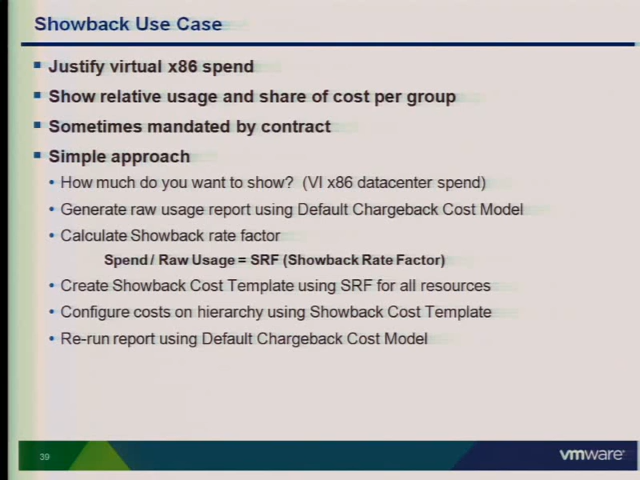 Showback Use Case
Justify virtual x86 spend
Show relative usage and share of cost per group
Sometimes mandated by contract
Simple approach
How much do you want to show? (VI x86 datacenter spend)
Generate raw usage report using Default Chargeback Cost Model
Calculate Showback rate factor
Spend / Raw Usage = SRF (Showback Rate Factor)
Create Showback Cost Template using SRF for all resources
Configure costs on hierarchy using Showback Cost Template
Re-run report using Default Chargeback Cost Model
39
vmware